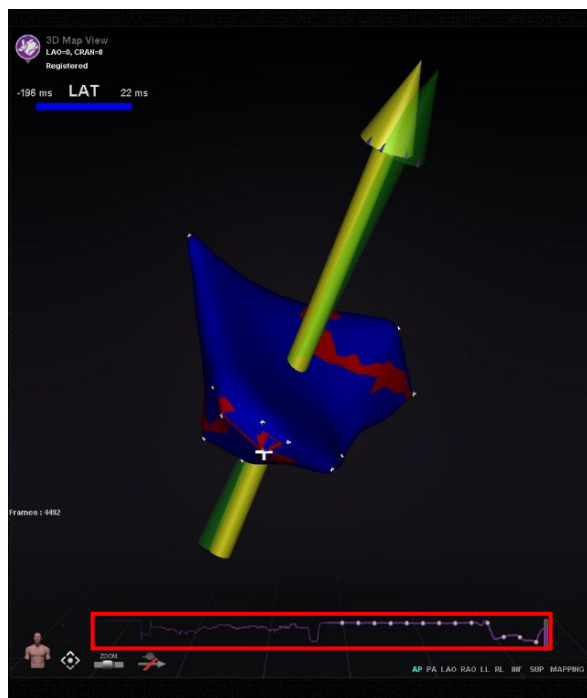 3D Map View
LAO=0, CRAN=0
Registered
-196 ms LAT 22 ms
Frames : 4492
ZOOM
AP PA LAO RAO LL RL INF SUP MAPPING